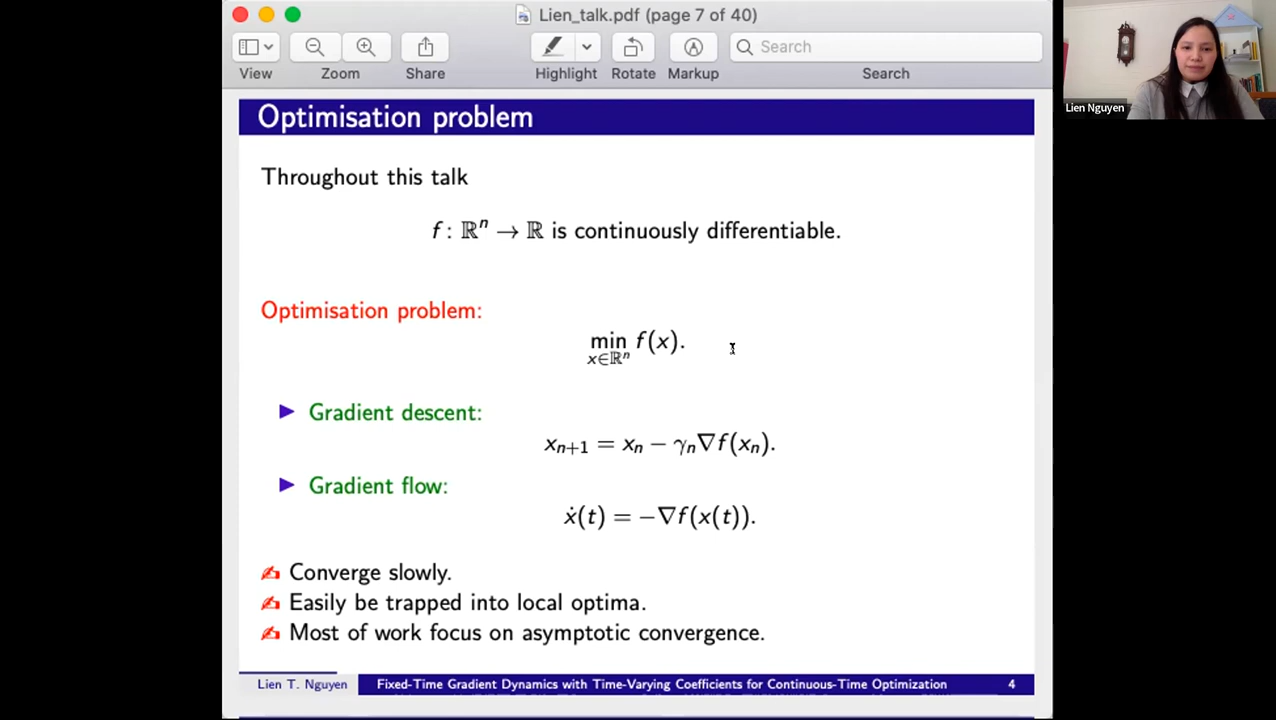 Lien_talk.pdf (page 7 of 40)
Search
View Zoom Share Highlight Rotate Markup Search
Lien Nguyen
Optimisation problem
Throughout this talk
f : ℝⁿ → ℝ is continuously differentiable.
Optimisation problem:
min f(x).
x∈ℝⁿ
Gradient descent:
xₙ₊₁ = xₙ − γₙ∇f(xₙ).
Gradient flow:
ẋ(t) = −∇f(x(t)).
Converge slowly.
Easily be trapped into local optima.
Most of work focus on asymptotic convergence.
Lien T. Nguyen Fixed-Time Gradient Dynamics with Time-Varying Coefficients for Continuous-Time Optimization 4